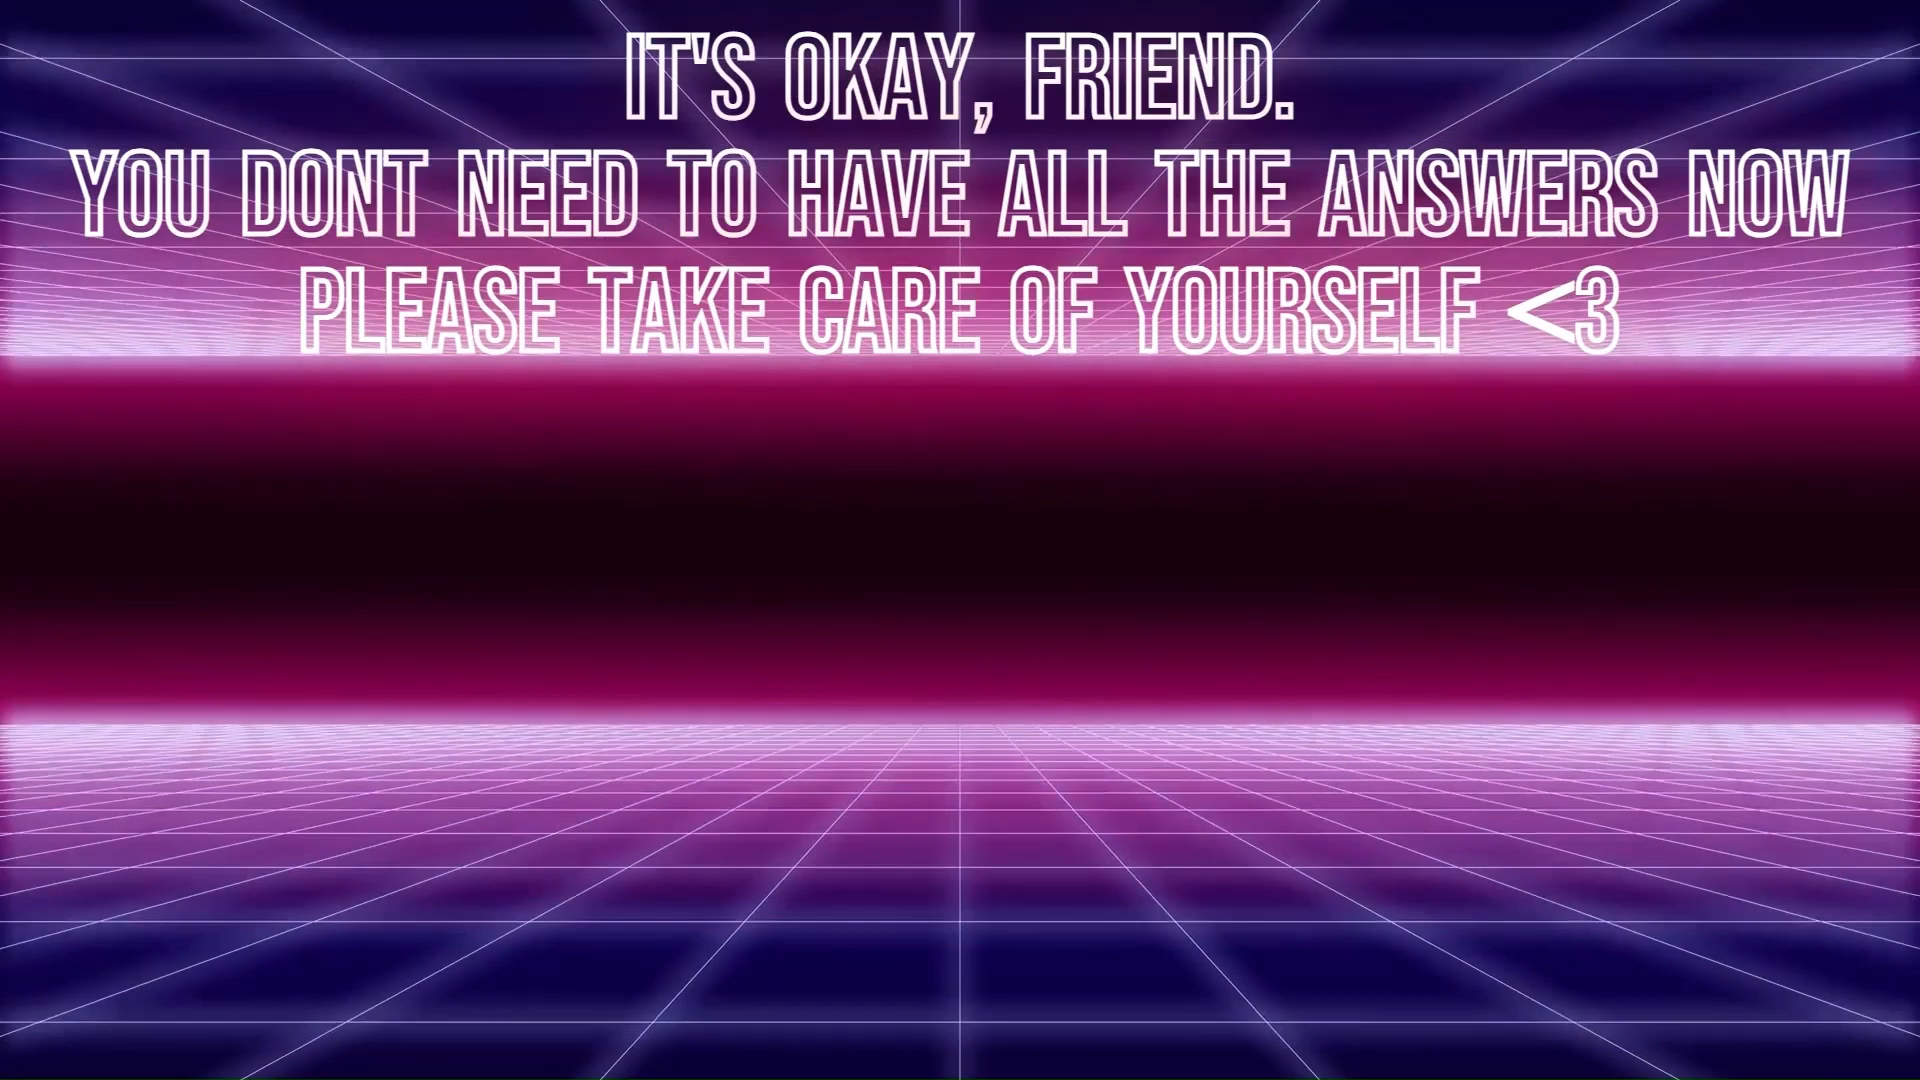 IT'S OKAY, FRIEND.
YOU DONT NEED TO HAVE ALL THE ANSWERS NOW
PLEASE TAKE CARE OF YOURSELF <3